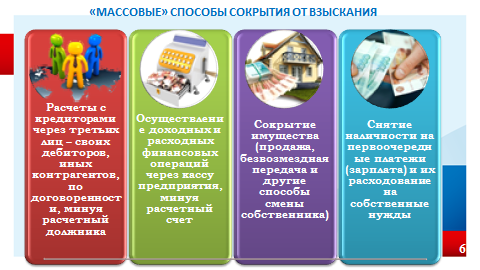 «МАССОВЫЕ» СПОСОБЫ СОКРЫТИЯ ОТ ВЗЫСКАНИЯ
Расчеты с
кредиторами
через третьих
лиц – своих
дебиторов,
иных
контрагентов,
по
договоренност
и, минуя
расчетный
должника
Осуществлени
е доходных и
расходных
финансовых
операций
через кассу
предприятия,
минуя
расчетный
счет
Сокрытие
имущества
(продажа,
безвозмездная
передача и
другие
способы
смены
собственника)
Снятие
наличности на
первоочередн
ые платежи
(зарплата) и их
расходование
на
собственные
нужды
6